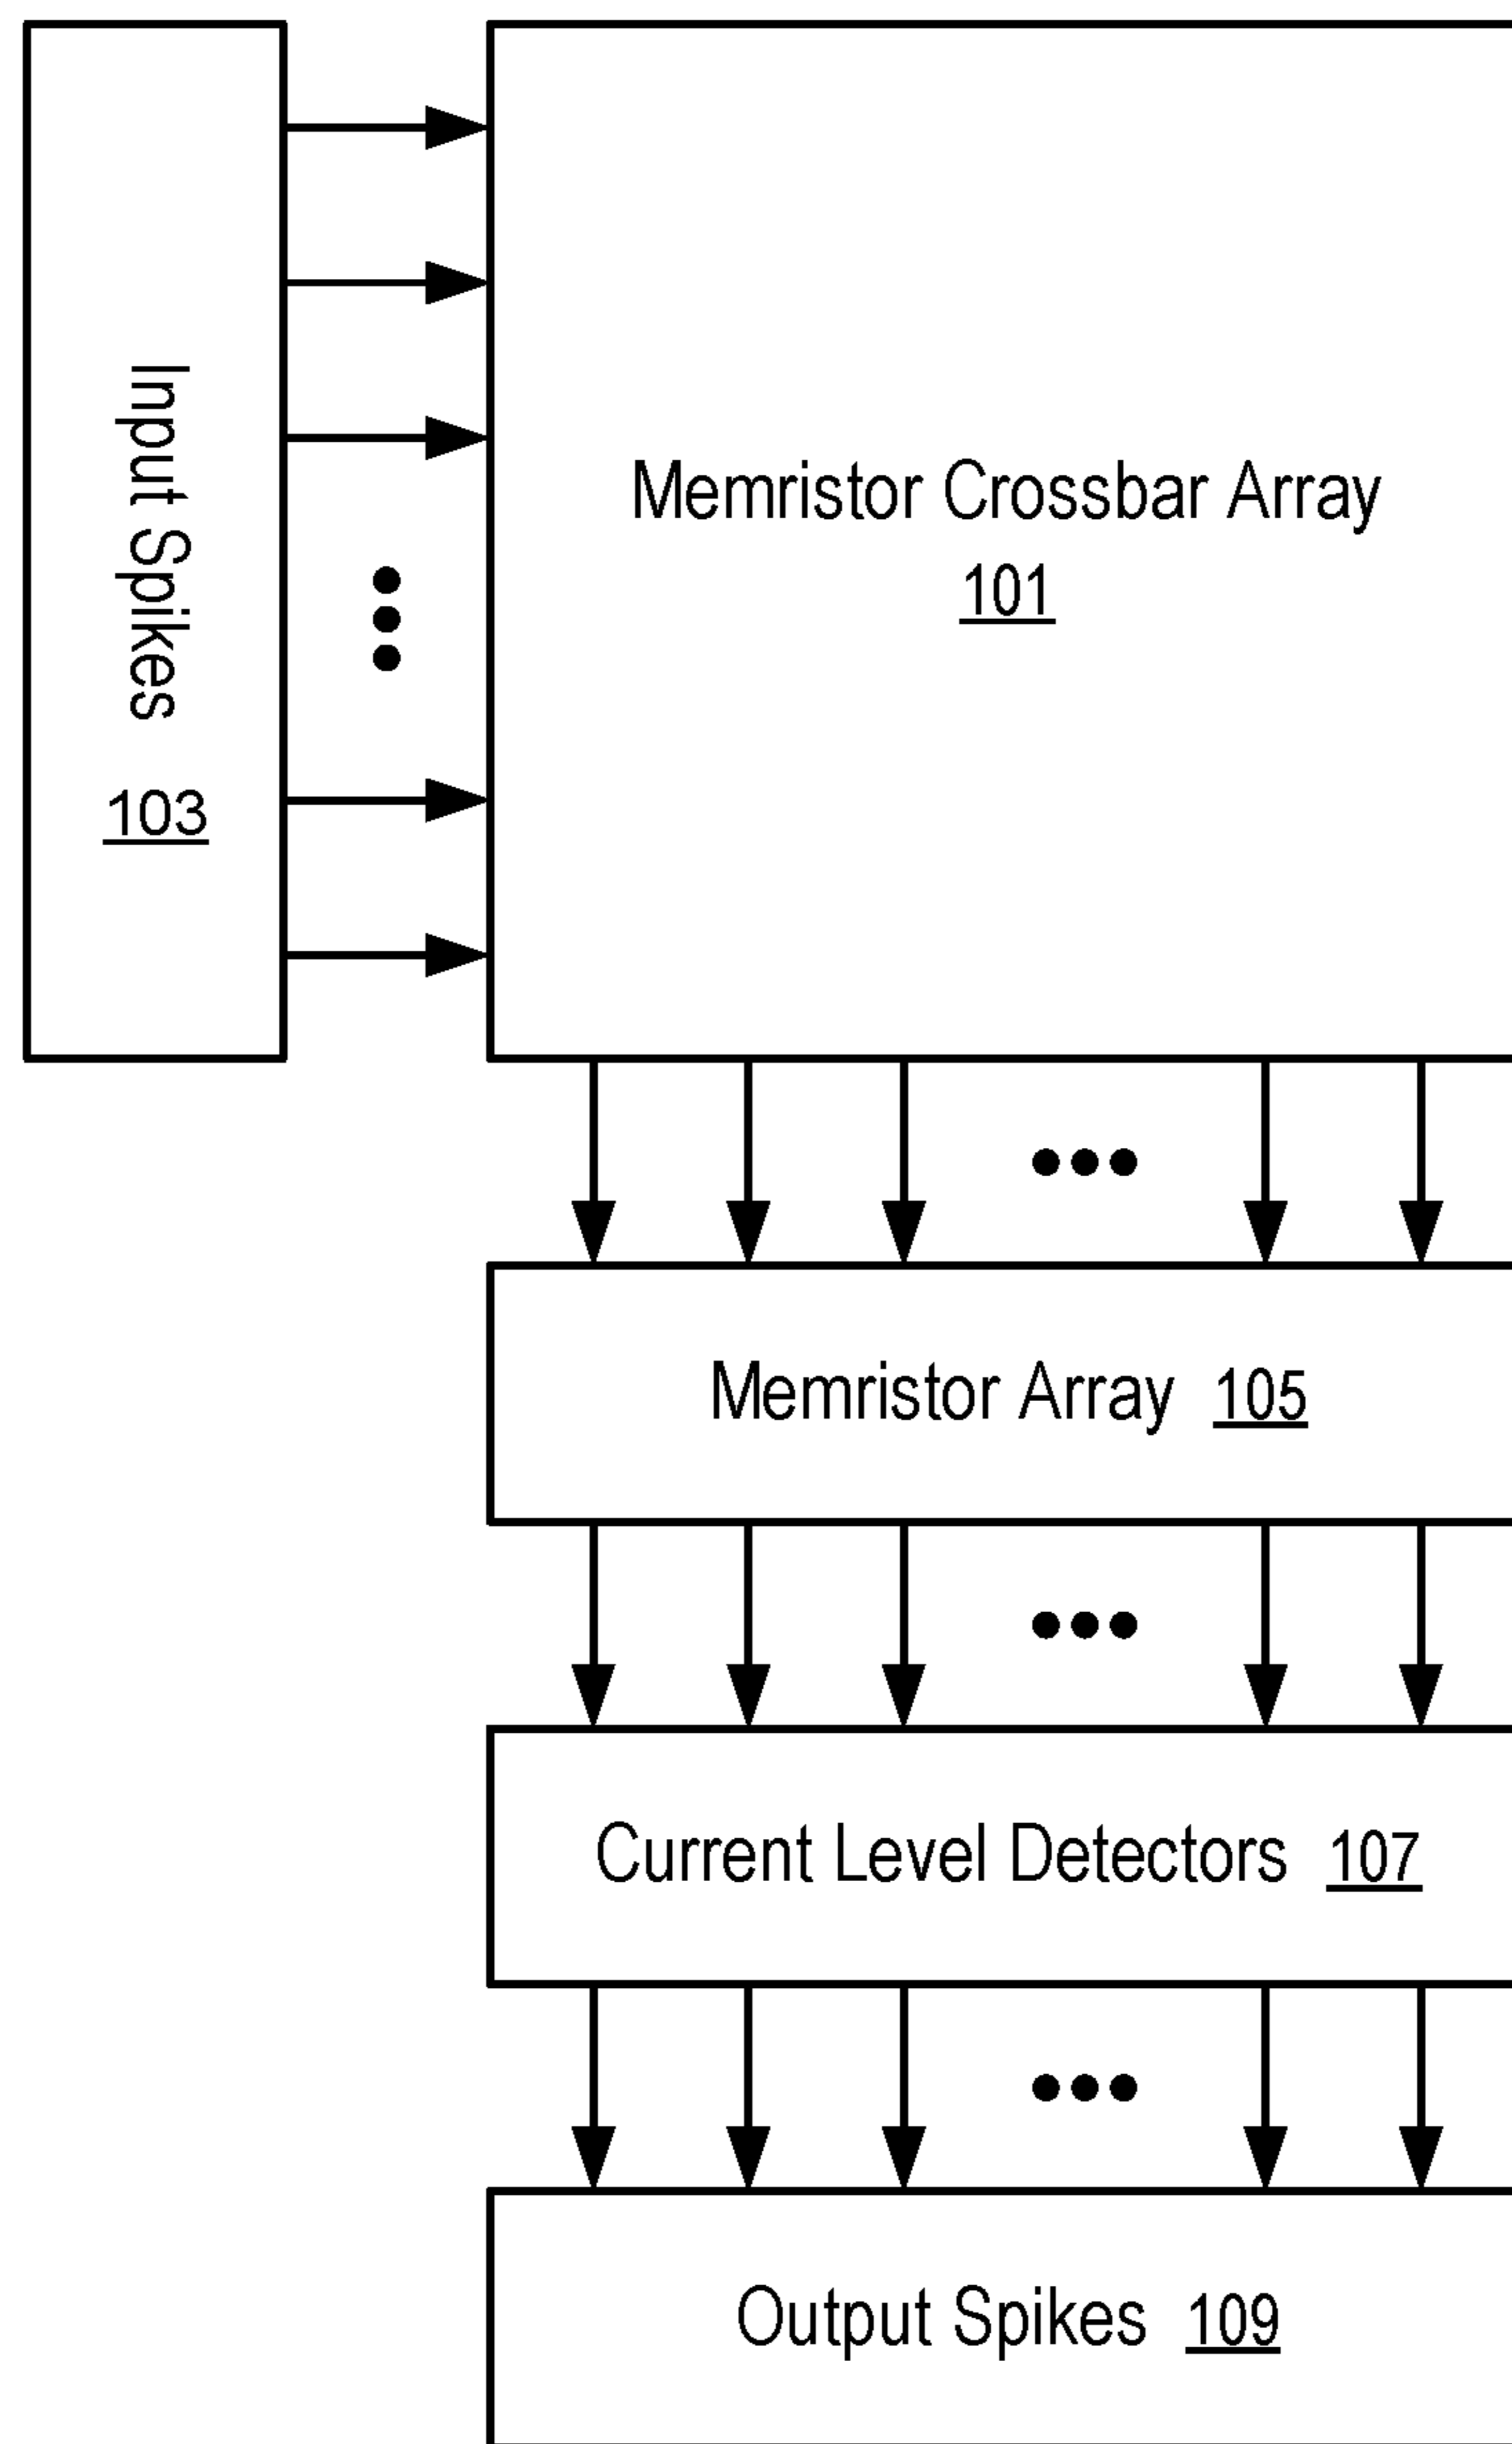 Input Spikes 103
Memristor Crossbar Array
101
Memristor Array 105
Current Level Detectors 107
Output Spikes 109